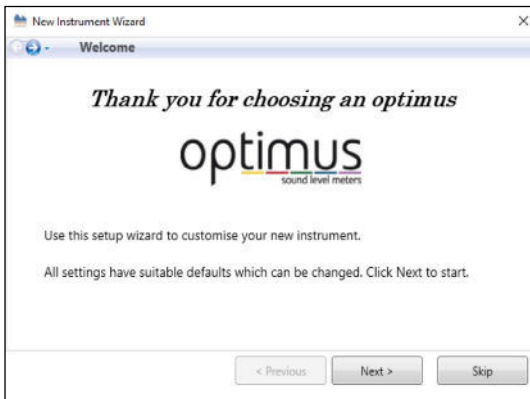 New Instrument Wizard
Welcome
Thank you for choosing an optimus
optimus
sound level meters
Use this setup wizard to customise your new instrument.
All settings have suitable defaults which can be changed. Click Next to start.
< Previous Next > Skip